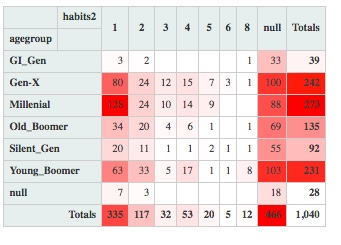 habits2 1 2 3 4 5 6 8 null Totals
agegroup
GI_Gen 3 2 1 33 39
Gen-X 80 24 12 15 7 3 1 100 242
Millenial 128 24 10 14 9 88 273
Old_Boomer 34 20 4 6 1 1 69 135
Silent_Gen 20 11 1 1 2 1 1 55 92
Young_Boomer 63 33 5 17 1 1 8 103 231
null 7 3 18 28
Totals 335 117 32 53 20 5 12 466 1,040